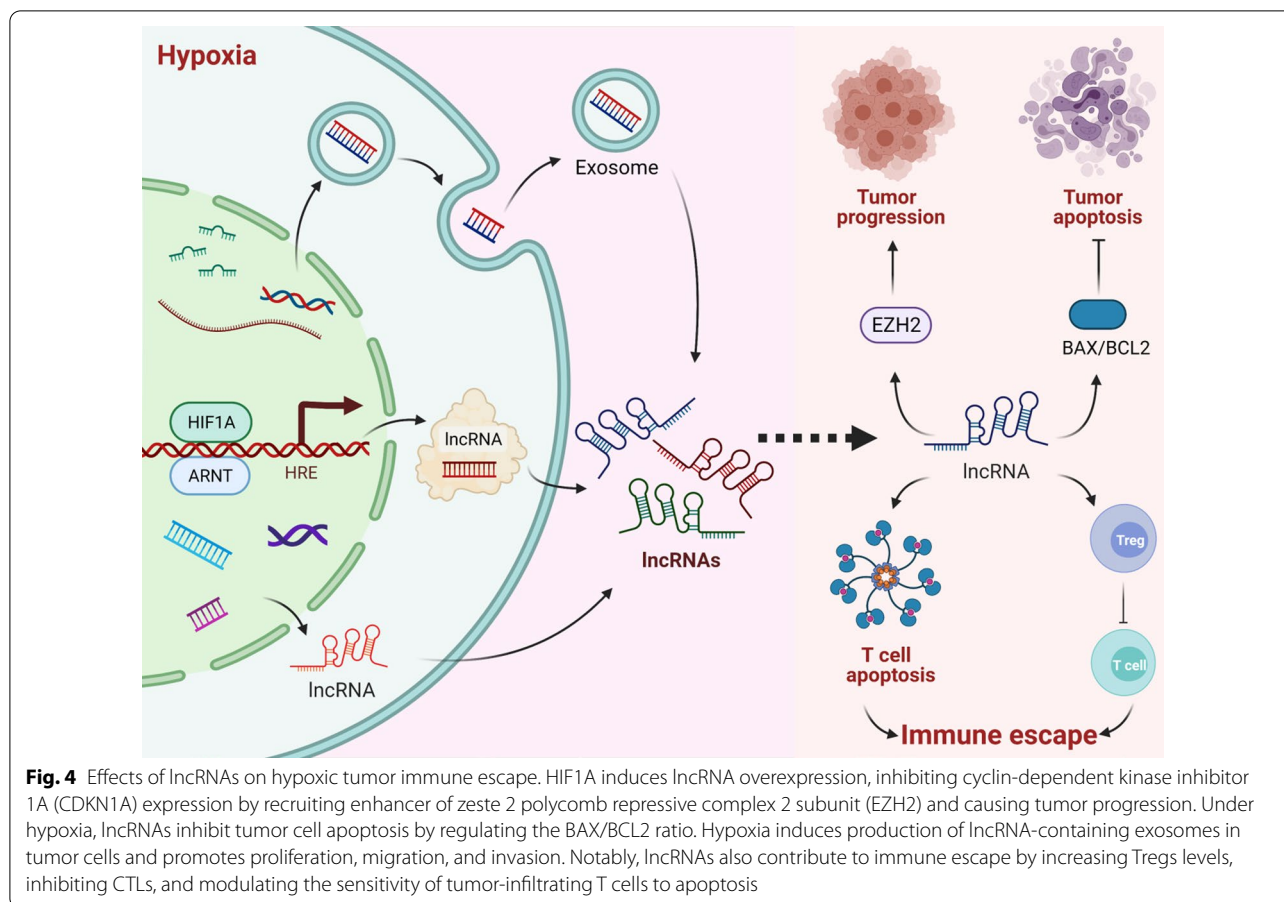 Hypoxia
Exosome
Tumor
progression
Tumor
apoptosis
EZH2
BAX/BCL2
HIF1A
ARNT
HRE
lncRNA
lncRNAs
lncRNA
lncRNA
Treg
T cell
T cell
apoptosis
Immune escape
Fig. 4 Effects of lncRNAs on hypoxic tumor immune escape. HIF1A induces lncRNA overexpression, inhibiting cyclin-dependent kinase inhibitor
1A (CDKN1A) expression by recruiting enhancer of zeste 2 polycomb repressive complex 2 subunit (EZH2) and causing tumor progression. Under
hypoxia, lncRNAs inhibit tumor cell apoptosis by regulating the BAX/BCL2 ratio. Hypoxia induces production of lncRNA-containing exosomes in
tumor cells and promotes proliferation, migration, and invasion. Notably, lncRNAs also contribute to immune escape by increasing Tregs levels,
inhibiting CTLs, and modulating the sensitivity of tumor-infiltrating T cells to apoptosis